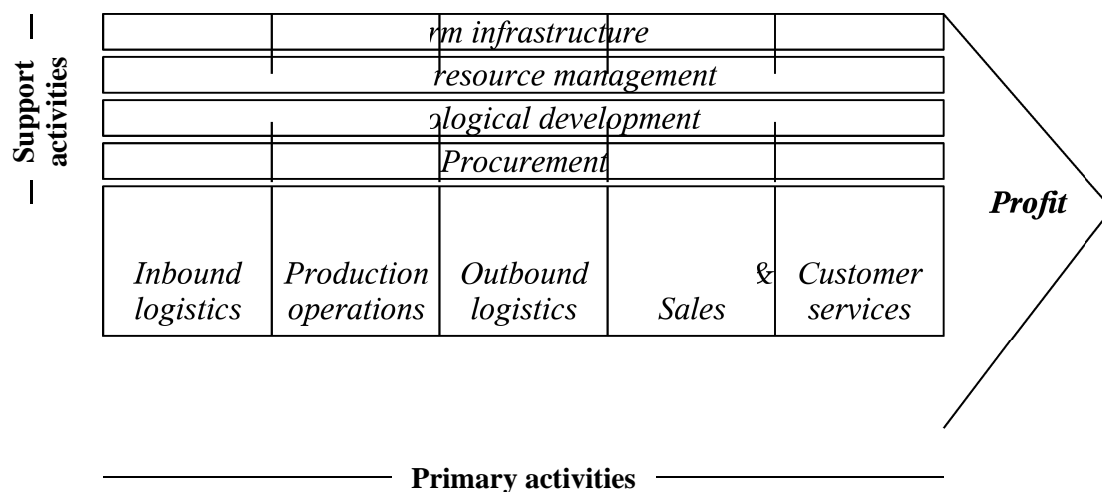 Support
activities
rm infrastructure
resource management
ological development
Procurement
Profit
Inbound
logistics
Production
operations
Outbound
logistics
&
Sales
Customer
services
Primary activities